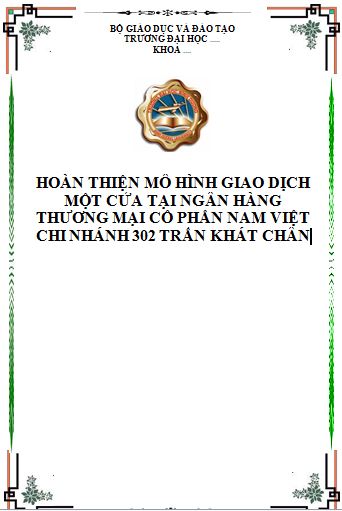 BỘ GIÁO DỤC VÀ ĐÀO TẠO
TRƯỜNG ĐẠI HỌC .....
KHOA ....
HOÀN THIỆN MÔ HÌNH GIAO DỊCH
MỘT CỬA TẠI NGÂN HÀNG
THƯƠNG MẠI CỔ PHẦN NAM VIỆT
CHI NHÁNH 302 TRẦN KHÁT CHÂN